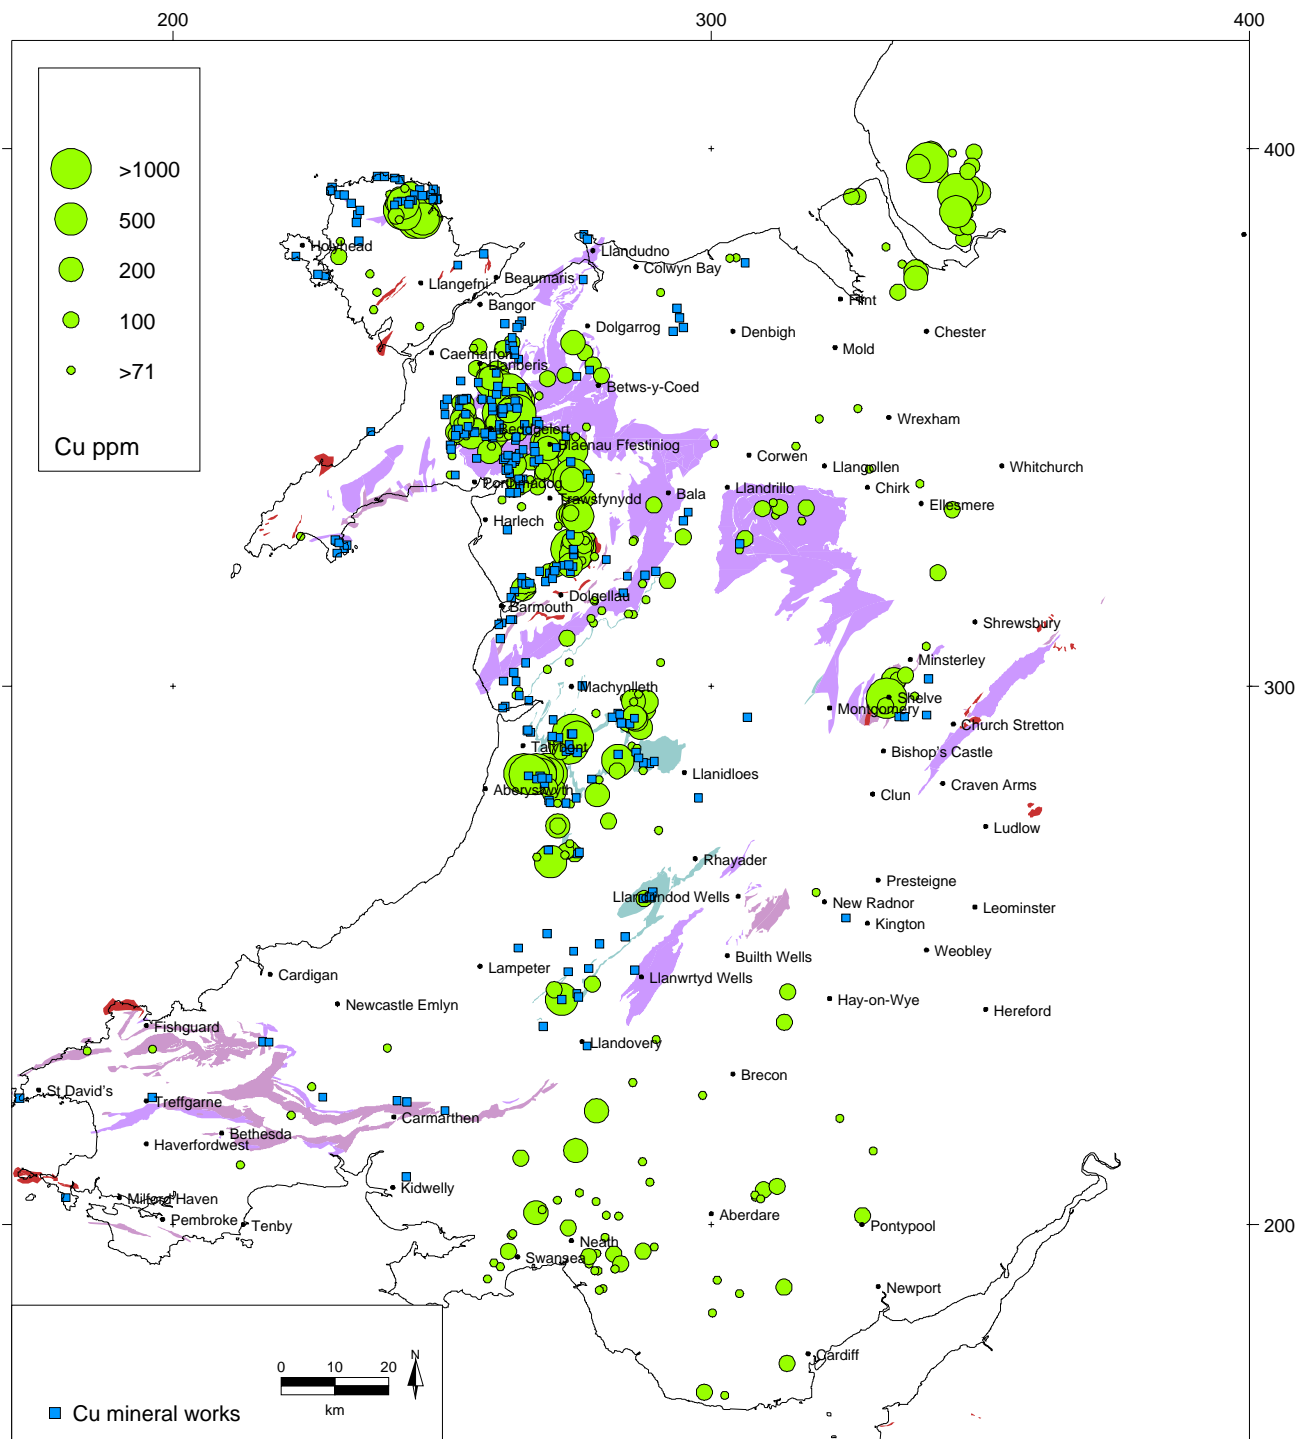 200
300
400
>1000
500
200
100
>71
Cu ppm
400
300
200
Holyhead
Llangefni
Beaumaris
Bangor
Llandudno
Colwyn Bay
Dolgarrog
Denbigh
Flint
Chester
Mold
Caernarfon
Llanberis
Betws-y-Coed
Wrexham
Beddgelert
Blaenau Ffestiniog
Corwen
Llangollen
Whitchurch
Porthmadog
Trawsfynydd
Bala
Llandrillo
Chirk
Ellesmere
Harlech
Dolgellau
Barmouth
Shrewsbury
Minsterley
Machynlleth
Shelve
Montgomery
Church Stretton
Talybont
Bishop's Castle
Llanidloes
Aberystwyth
Craven Arms
Clun
Ludlow
Rhayader
Presteigne
Llandrindod Wells
New Radnor
Leominster
Kington
Weobley
Builth Wells
Lampeter
Llanwrtyd Wells
Cardigan
Newcastle Emlyn
Hay-on-Wye
Hereford
Fishguard
Llandovery
Brecon
St David's
Treffgarne
Carmarthen
Bethesda
Haverfordwest
Kidwelly
Milford Haven
Pembroke
Tenby
Aberdare
Pontypool
Neath
Swansea
Newport
Cardiff
0 10 20
N
km
Cu mineral works